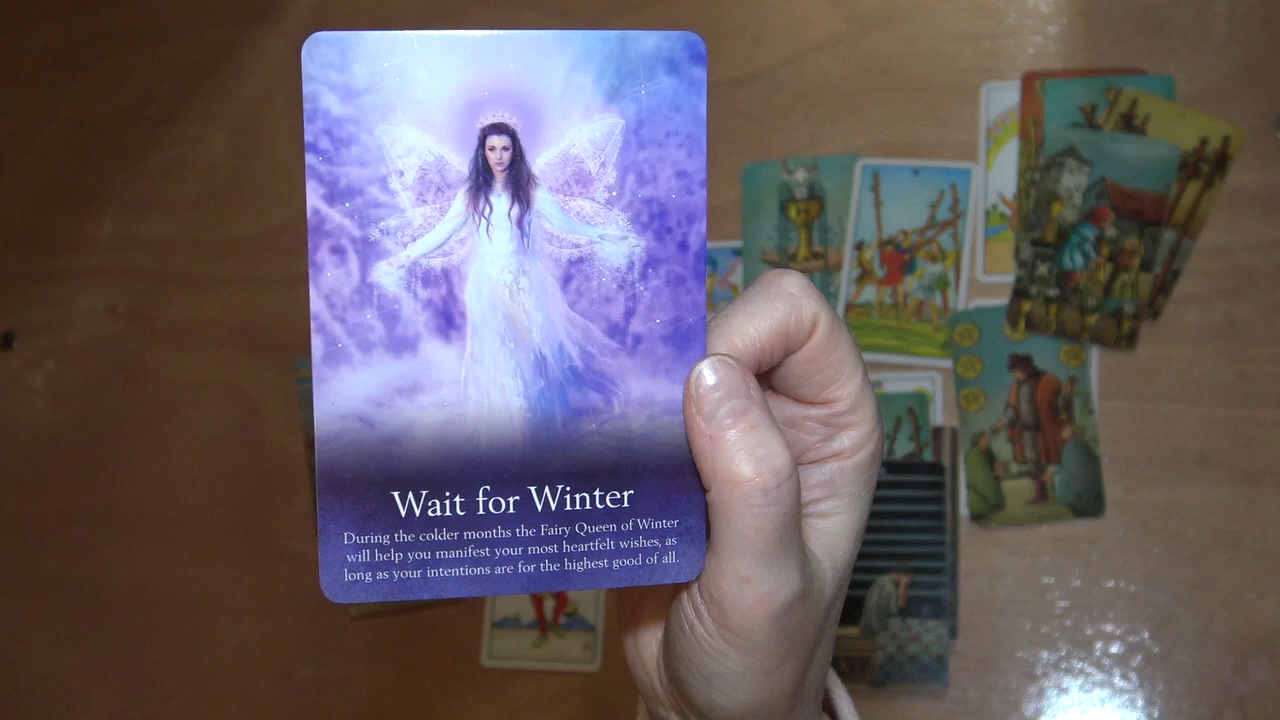 Wait for Winter
During the colder months the Fairy Queen of Winter
will help you manifest your most heartfelt wishes, as
long as your intentions are for the highest good of all.